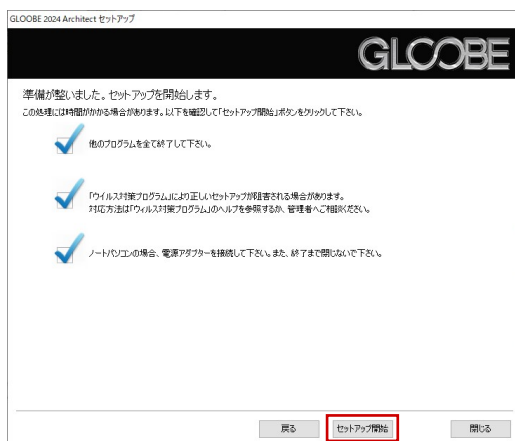 GLOOBE 2024 Architect セットアップ
GLOOBE
準備が整いました。セットアップを開始します。
この処理には時間がかかる場合があります。以下を確認して「セットアップ開始」ボタンをクリックして下さい。
他のプログラムを全て終了して下さい。
「ウイルス対策プログラム」により正しいセットアップが阻害される場合があります。
対応方法は「ウィルス対策プログラム」のヘルプを参照するか、管理者へご相談ください。
ノートパソコンの場合、電源アダプターを接続して下さい。また、終了まで閉じないで下さい。
戻る
セットアップ開始
閉じる